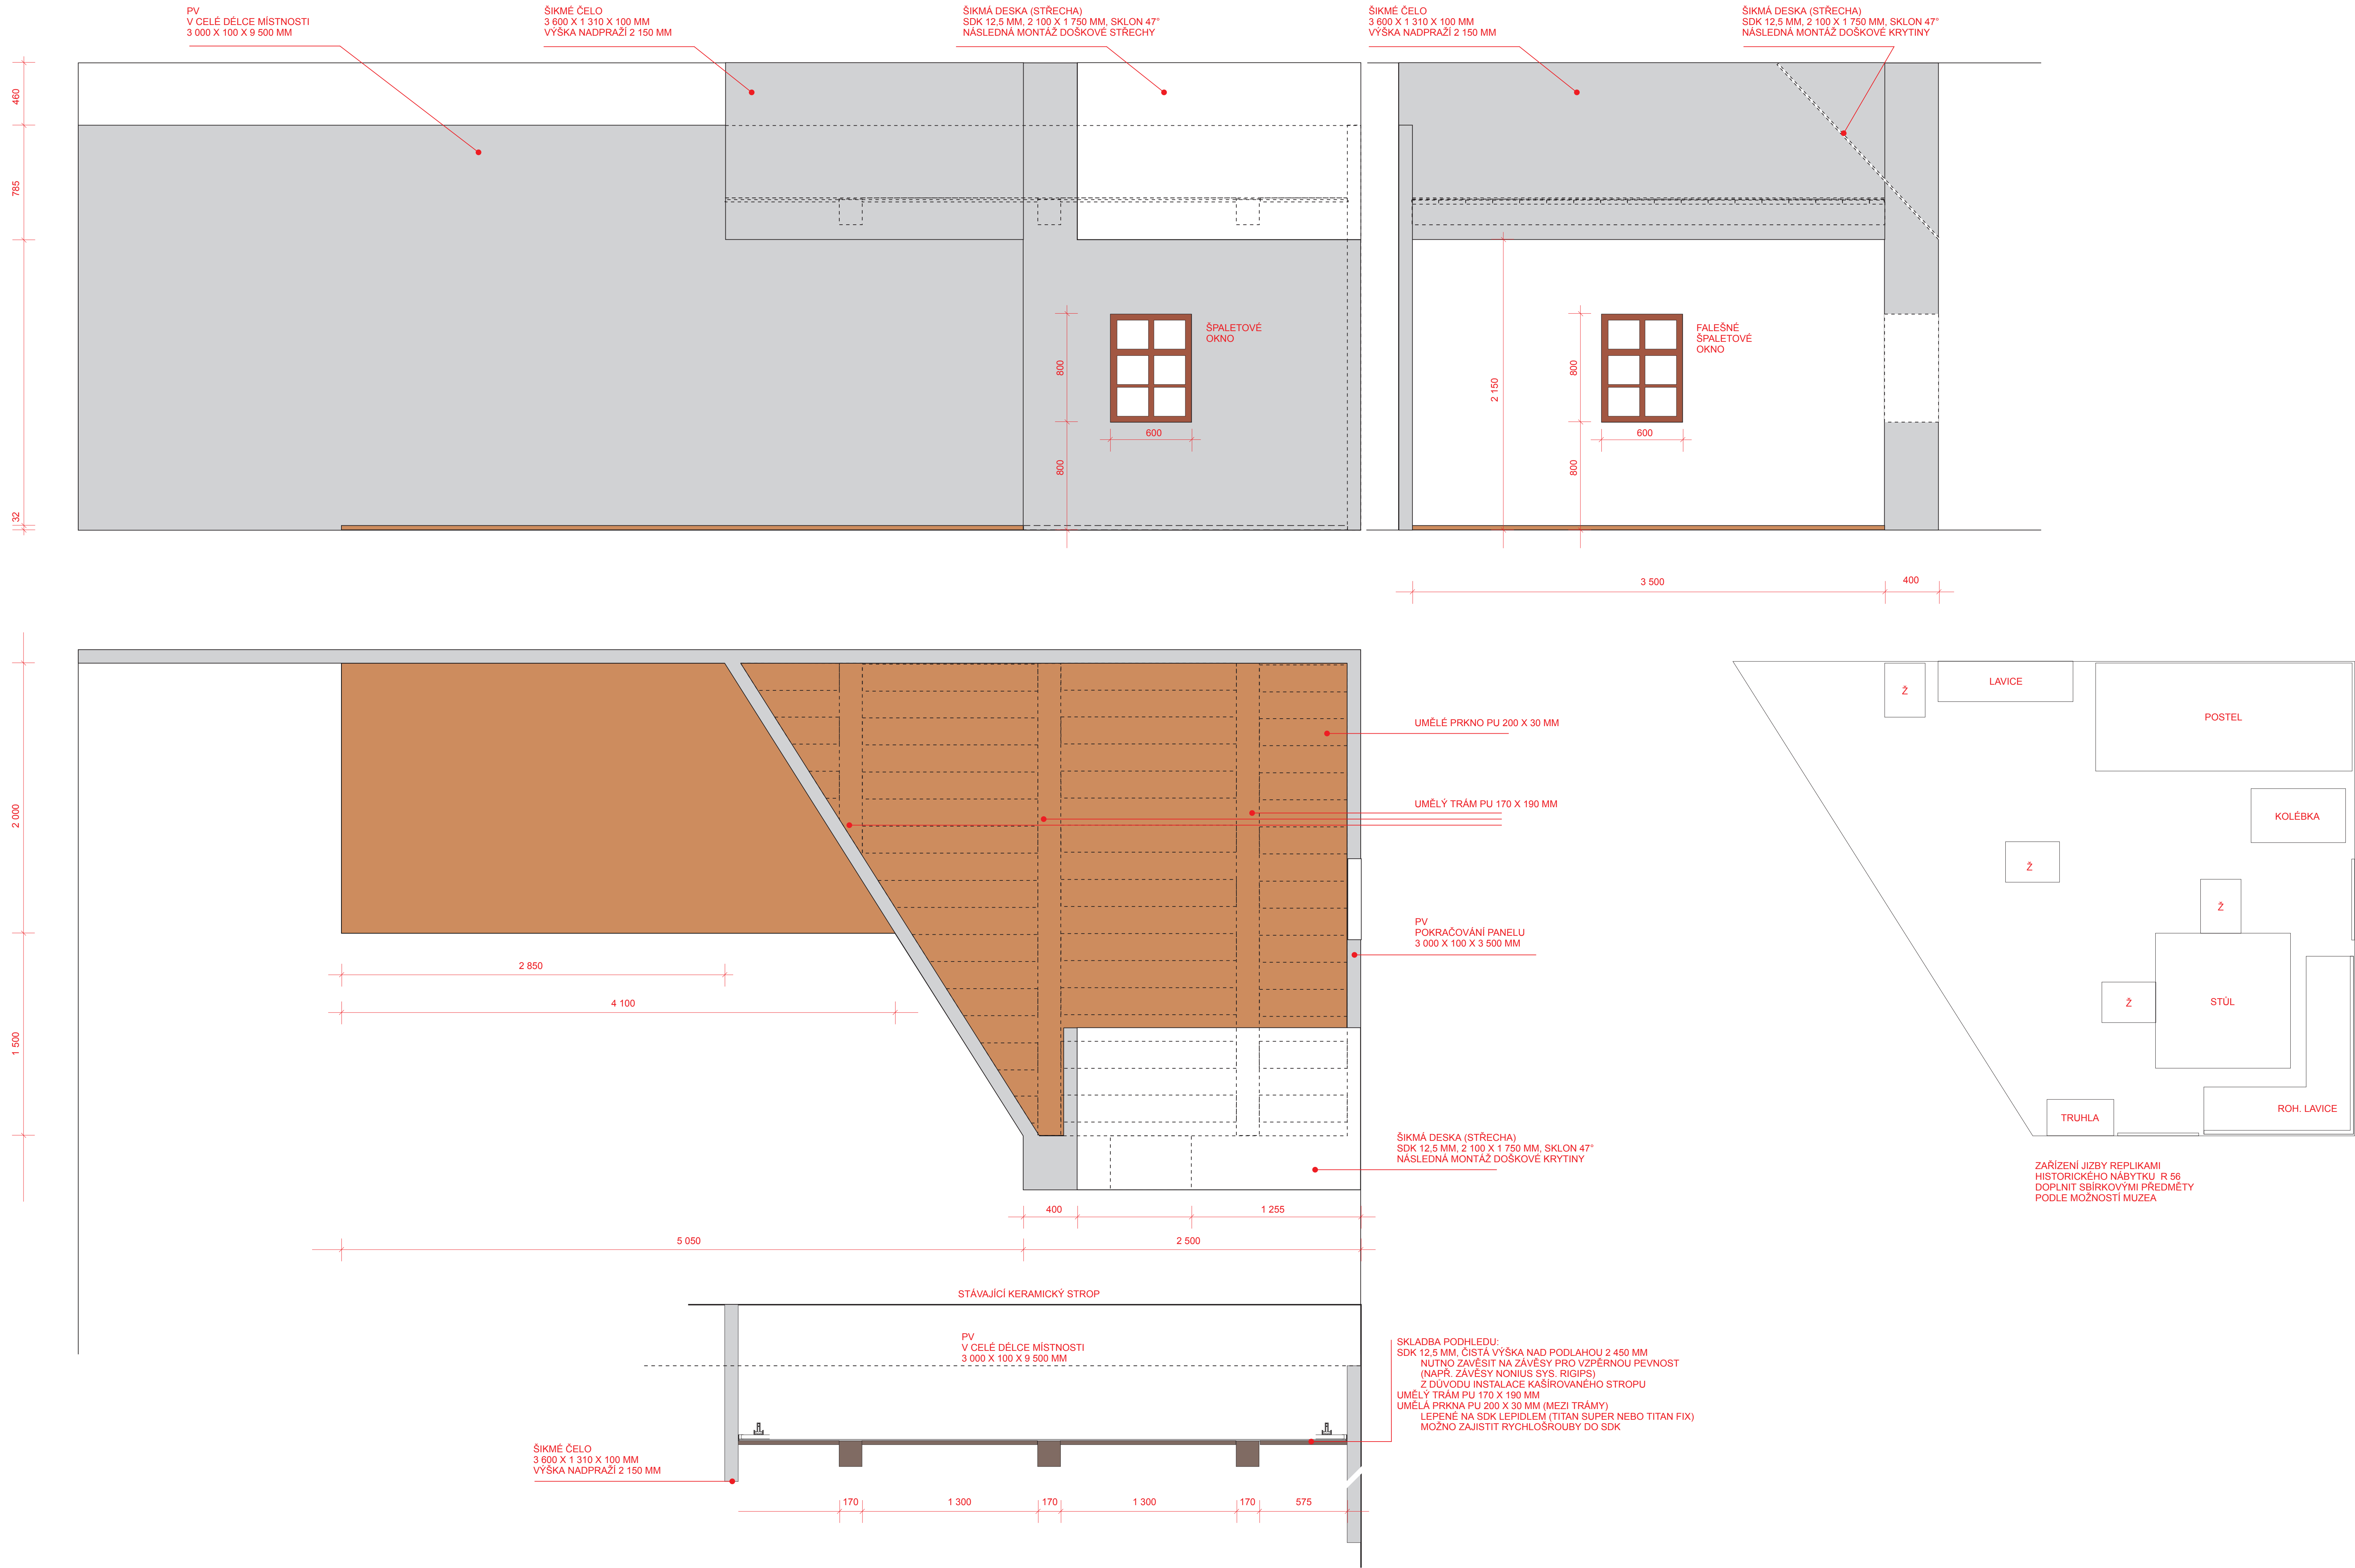 PV
V CELÉ DÉLCE MÍSTNOSTI
3 000 X 100 X 9 500 MM
ŠIKMÉ ČELO
3 600 X 1 310 X 100 MM
VÝŠKA NADPRAŽÍ 2 150 MM
ŠIKMÁ DESKA (STŘECHA)
SDK 12,5 MM, 2 100 X 1 750 MM, SKLON 47°
NÁSLEDNÁ MONTÁŽ DOŠKOVÉ STŘECHY
ŠIKMÉ ČELO
3 600 X 1 310 X 100 MM
VÝŠKA NADPRAŽÍ 2 150 MM
ŠIKMÁ DESKA (STŘECHA)
SDK 12,5 MM, 2 100 X 1 750 MM, SKLON 47°
NÁSLEDNÁ MONTÁŽ DOŠKOVÉ KRYTINY
460
785
32
ŠPALETOVÉ
OKNO
800
600
800
2 150
FALEŠNÉ
ŠPALETOVÉ
OKNO
800
600
800
3 500
400
2 000
1 500
2 850
4 100
UMĚLÉ PRKNO PU 200 X 30 MM
UMĚLÝ TRÁM PU 170 X 190 MM
PV
POKRAČOVÁNÍ PANELU
3 000 X 100 X 3 500 MM
ŠIKMÁ DESKA (STŘECHA)
SDK 12,5 MM, 2 100 X 1 750 MM, SKLON 47°
NÁSLEDNÁ MONTÁŽ DOŠKOVÉ KRYTINY
400
1 255
5 050
2 500
Ž
LAVICE
POSTEL
KOLÉBKA
Ž
Ž
Ž
STŮL
TRUHLA
ROH. LAVICE
ZAŘÍZENÍ JIZBY REPLIKAMI
HISTORICKÉHO NÁBYTKU R 56
DOPLNIT SBÍRKOVÝMI PŘEDMĚTY
PODLE MOŽNOSTÍ MUZEA
STÁVAJÍCÍ KERAMICKÝ STROP
PV
V CELÉ DÉLCE MÍSTNOSTI
3 000 X 100 X 9 500 MM
SKLADBA PODHLEDU:
SDK 12,5 MM, ČISTÁ VÝŠKA NAD PODLAHOU 2 450 MM
NUTNO ZAVĚSIT NA ZÁVĚSY PRO VZPĚRNOU PEVNOST
(NAPŘ. ZÁVĚSY NONIUS SYS. RIGIPS)
Z DŮVODU INSTALACE KAŠÍROVANÉHO STROPU
UMĚLÝ TRÁM PU 170 X 190 MM
UMĚLÁ PRKNA PU 200 X 30 MM (MEZI TRÁMY)
LEPENÉ NA SDK LEPIDLEM (TITAN SUPER NEBO TITAN FIX)
MOŽNO ZAJISTIT RYCHLOŠROUBY DO SDK
ŠIKMÉ ČELO
3 600 X 1 310 X 100 MM
VÝŠKA NADPRAŽÍ 2 150 MM
170
1 300
170
1 300
170
575